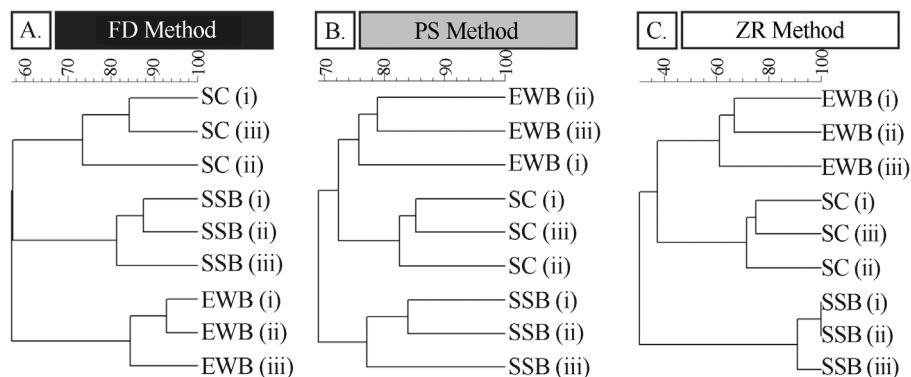 A. FD Method
60 70 80 90 100
SC (i)
SC (iii)
SC (ii)
SSB (i)
SSB (ii)
SSB (iii)
EWB (i)
EWB (ii)
EWB (iii)
B. PS Method
70 80 90 100
EWB (ii)
EWB (iii)
EWB (i)
SC (i)
SC (iii)
SC (ii)
SSB (i)
SSB (ii)
SSB (iii)
C. ZR Method
40 60 80 100
EWB (i)
EWB (ii)
EWB (iii)
SC (i)
SC (iii)
SC (ii)
SSB (i)
SSB (ii)
SSB (iii)